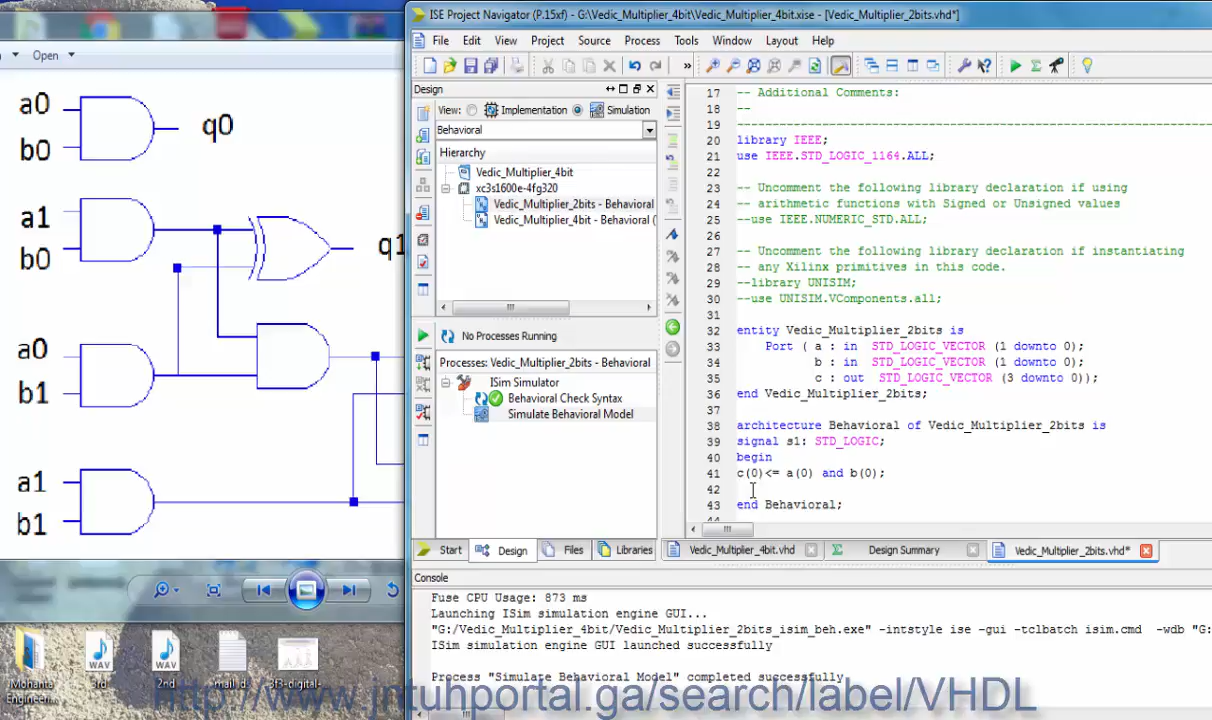 ISE Project Navigator (P.15xf) - G:\Vedic_Multiplier_4bit\Vedic_Multiplier_4bit.xise - [Vedic_Multiplier_2bits.vhd*]
File Edit View Project Source Process Tools Window Layout Help
Open
a0
b0
q0
a1
b0
q1
a0
b1
a1
b1
Design
View: Implementation Simulation
Behavioral
Hierarchy
Vedic_Multiplier_4bit
xc3s1600e-4fg320
Vedic_Multiplier_2bits - Behavioral
Vedic_Multiplier_4bit - Behavioral (
No Processes Running
Processes: Vedic_Multiplier_2bits - Behavioral
ISim Simulator
Behavioral Check Syntax
Simulate Behavioral Model
Start Design Files Libraries
17 -- Additional Comments:
18 --
19 ----------------------------------------------------------------------------------
20 library IEEE;
21 use IEEE.STD_LOGIC_1164.ALL;
22
23 -- Uncomment the following library declaration if using
24 -- arithmetic functions with Signed or Unsigned values
25 --use IEEE.NUMERIC_STD.ALL;
26
27 -- Uncomment the following library declaration if instantiating
28 -- any Xilinx primitives in this code.
29 --library UNISIM;
30 --use UNISIM.VComponents.all;
31
32 entity Vedic_Multiplier_2bits is
33 Port ( a : in STD_LOGIC_VECTOR (1 downto 0);
34 b : in STD_LOGIC_VECTOR (1 downto 0);
35 c : out STD_LOGIC_VECTOR (3 downto 0));
36 end Vedic_Multiplier_2bits;
37
38 architecture Behavioral of Vedic_Multiplier_2bits is
39 signal s1: STD_LOGIC;
40 begin
41 c(0)<= a(0) and b(0);
42
43 end Behavioral;
44
Vedic_Multiplier_4bit.vhd Design Summary Vedic_Multiplier_2bits.vhd*
Console
Fuse CPU Usage: 873 ms
Launching ISim simulation engine GUI...
"G:/Vedic_Multiplier_4bit/Vedic_Multiplier_2bits_isim_beh.exe" -intstyle ise -gui -tclbatch isim.cmd -wdb "G:
ISim simulation engine GUI launched successfully
Process "Simulate Behavioral Model" completed successfully
Mohanta Engineer... 3rd 2nd mail_d.. 3f3-digital-
http://www.jntuhportal.ga/search/label/VHDL